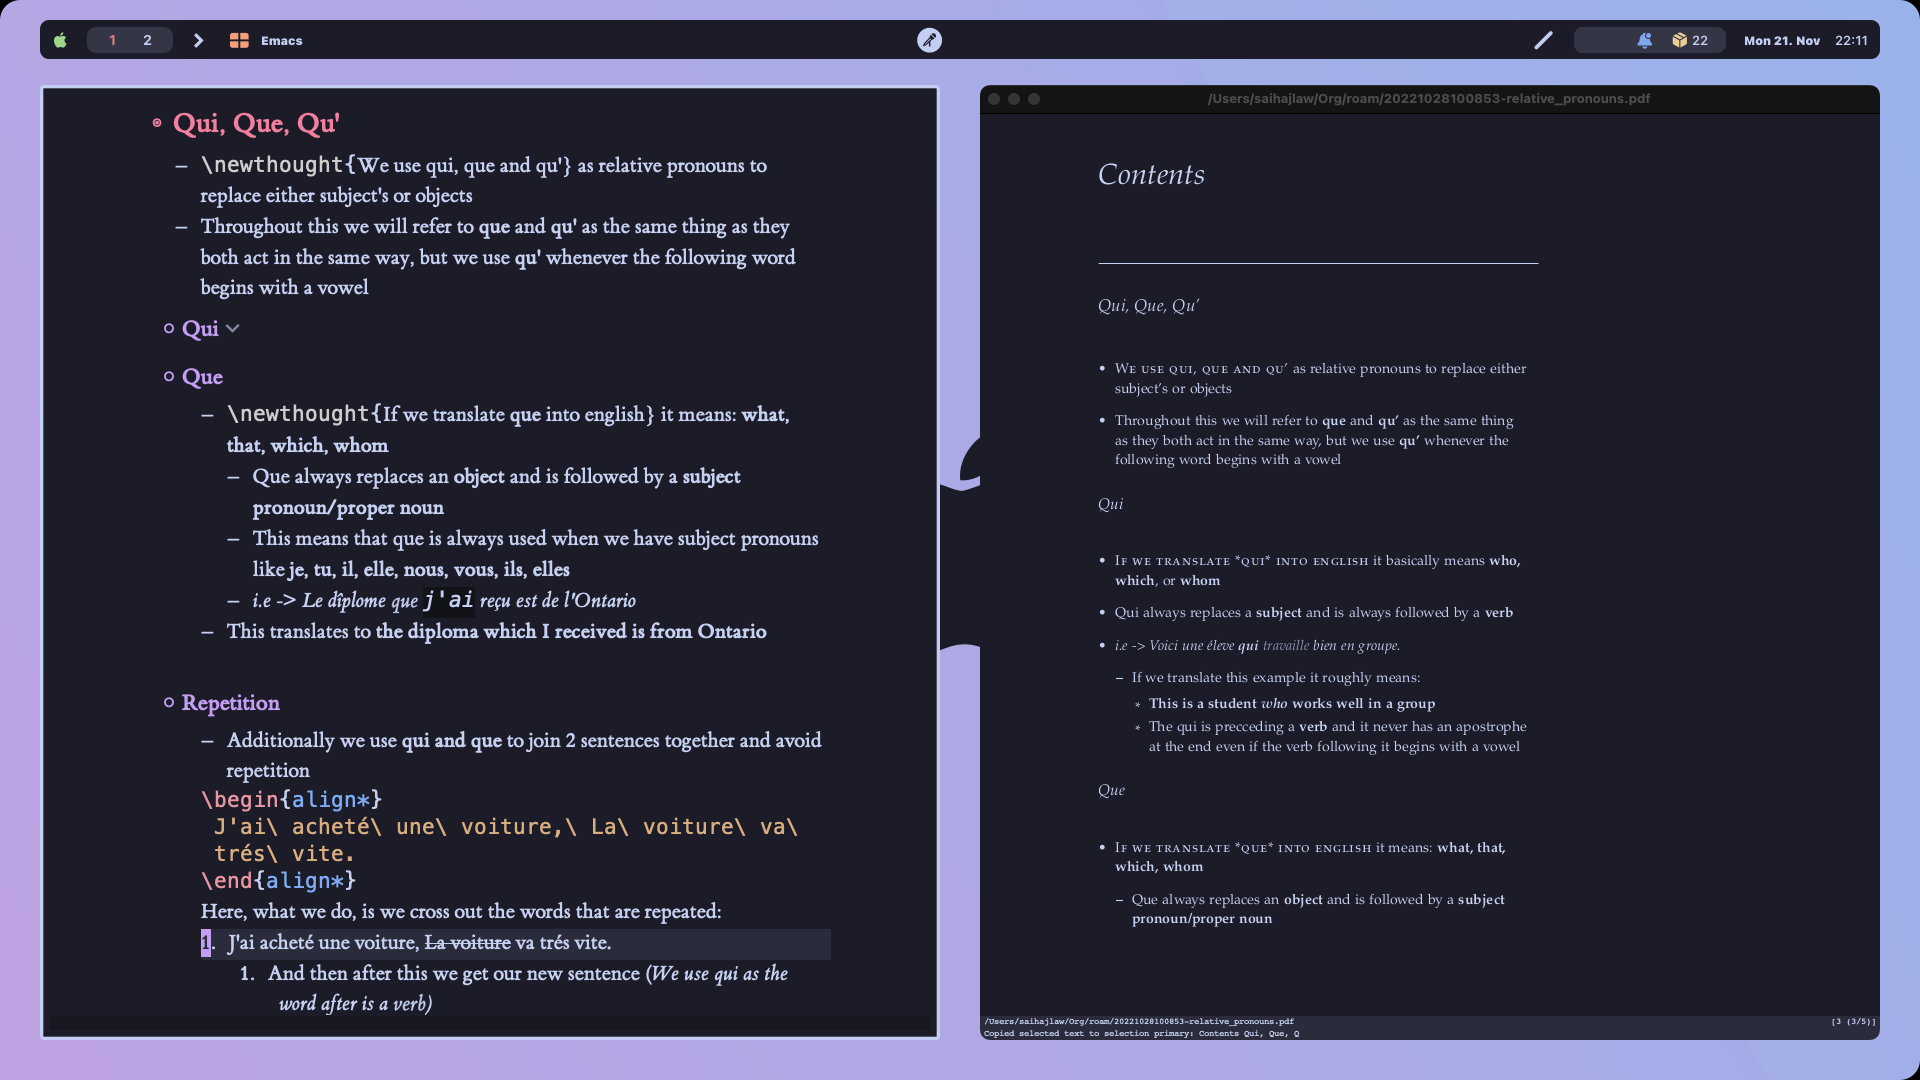 1 2 Emacs 22 Mon 21. Nov 22:11
Qui, Que, Qu'
– \newthought{We use qui, que and qu'} as relative pronouns to
replace either subject's or objects
– Throughout this we will refer to que and qu' as the same thing as they
both act in the same way, but we use qu' whenever the following word
begins with a vowel
Qui
Que
– \newthought{If we translate que into english} it means: what,
that, which, whom
– Que always replaces an object and is followed by a subject
pronoun/proper noun
– This means that que is always used when we have subject pronouns
like je, tu, il, elle, nous, vous, ils, elles
– i.e -> Le dîplome que j'ai reçu est de l'Ontario
– This translates to the diploma which I received is from Ontario
Repetition
– Additionally we use qui and que to join 2 sentences together and avoid
repetition
\begin{align*}
J'ai\ acheté\ une\ voiture,\ La\ voiture\ va\
trés\ vite.
\end{align*}
Here, what we do, is we cross out the words that are repeated:
1. J'ai acheté une voiture, La voiture va trés vite.
1. And then after this we get our new sentence (We use qui as the
word after is a verb)
/Users/saihajlaw/Org/roam/20221028100853-relative_pronouns.pdf
Contents
Qui, Que, Qu’
• We use qui, que and qu’ as relative pronouns to replace either
subject’s or objects
• Throughout this we will refer to que and qu’ as the same thing
as they both act in the same way, but we use qu’ whenever the
following word begins with a vowel
Qui
• If we translate *qui* into english it basically means who,
which, or whom
• Qui always replaces a subject and is always followed by a verb
• i.e -> Voici une éleve qui travaille bien en groupe.
– If we translate this example it roughly means:
* This is a student who works well in a group
* The qui is precceding a verb and it never has an apostrophe
at the end even if the verb following it begins with a vowel
Que
• If we translate *que* into english it means: what, that,
which, whom
– Que always replaces an object and is followed by a subject
pronoun/proper noun
/Users/saihajlaw/Org/roam/20221028100853-relative_pronouns.pdf [3 (3/5)]
Copied selected text to selection primary: Contents Qui, Que, Q